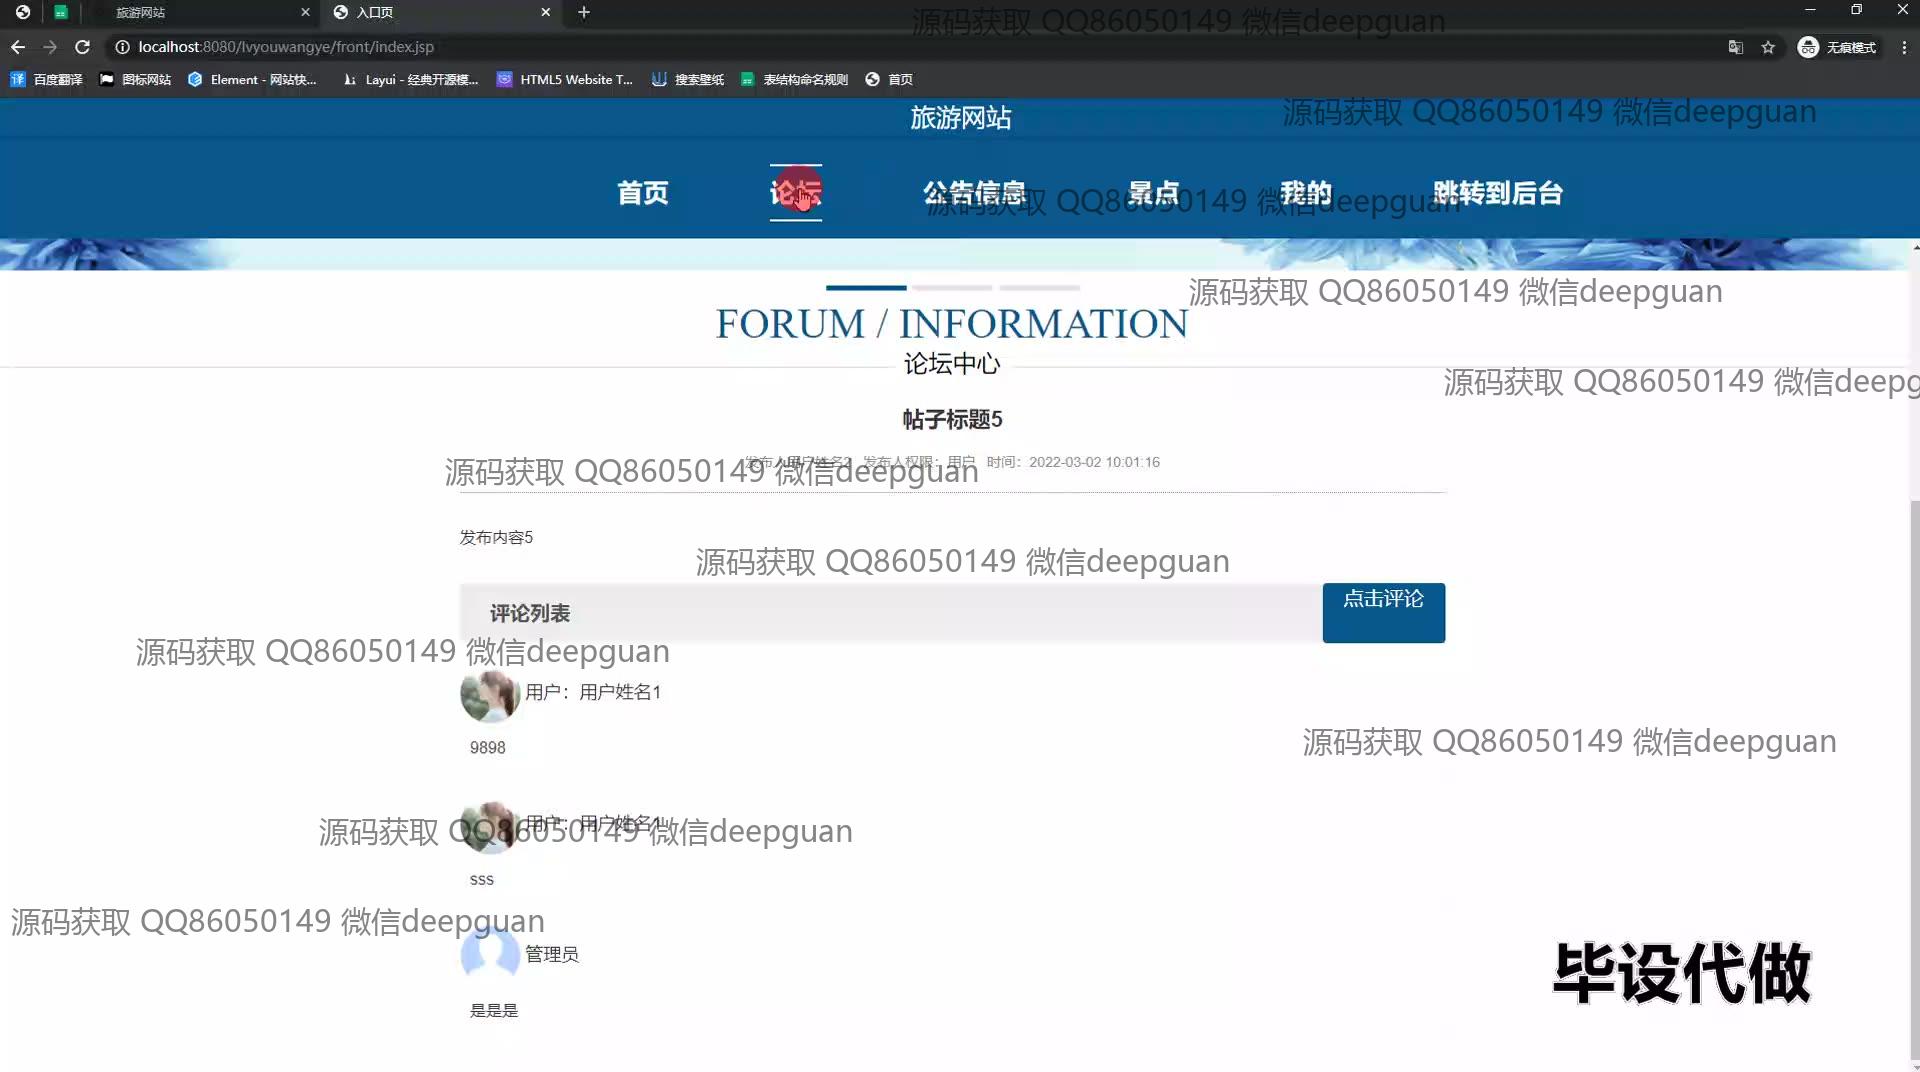 旅游网站
入口页
localhost:8080/lvyouwangye/front/index.jsp
无痕模式
百度翻译
图标网站
Element - 网站快...
Layui - 经典开源模...
HTML5 Website T...
搜索壁纸
表结构命名规则
首页
源码获取 QQ86050149 微信deepguan
旅游网站
源码获取 QQ86050149 微信deepguan
首页
论坛
公告信息
景点
我的
跳转到后台
源码获取 QQ86050149 微信deepguan
源码获取 QQ86050149 微信deepguan
FORUM / INFORMATION
论坛中心
源码获取 QQ86050149 微信deepg
帖子标题5
发布人:用户姓名2 发布人权限：用户 时间：2022-03-02 10:01:16
源码获取 QQ86050149 微信deepguan
发布内容5
源码获取 QQ86050149 微信deepguan
评论列表
点击评论
源码获取 QQ86050149 微信deepguan
用户：用户姓名1
9898
源码获取 QQ86050149 微信deepguan
用户：用户姓名1
源码获取 QQ86050149 微信deepguan
sss
源码获取 QQ86050149 微信deepguan
管理员
毕设代做
是是是